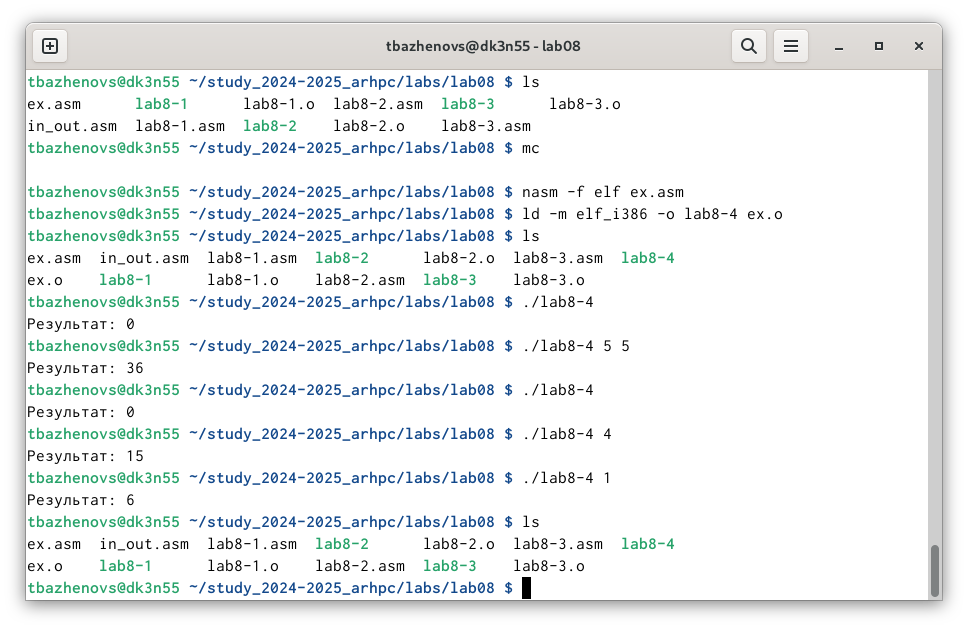 tbazhenovs@dk3n55 - lab08
tbazhenovs@dk3n55 ~/study_2024-2025_arhpc/labs/lab08 $ ls
ex.asm      lab8-1      lab8-1.o  lab8-2.asm  lab8-3      lab8-3.o
in_out.asm  lab8-1.asm  lab8-2    lab8-2.o    lab8-3.asm
tbazhenovs@dk3n55 ~/study_2024-2025_arhpc/labs/lab08 $ mc
tbazhenovs@dk3n55 ~/study_2024-2025_arhpc/labs/lab08 $ nasm -f elf ex.asm
tbazhenovs@dk3n55 ~/study_2024-2025_arhpc/labs/lab08 $ ld -m elf_i386 -o lab8-4 ex.o
tbazhenovs@dk3n55 ~/study_2024-2025_arhpc/labs/lab08 $ ls
ex.asm  in_out.asm  lab8-1.asm  lab8-2      lab8-2.o  lab8-3.asm  lab8-4
ex.o    lab8-1      lab8-1.o    lab8-2.asm  lab8-3    lab8-3.o
tbazhenovs@dk3n55 ~/study_2024-2025_arhpc/labs/lab08 $ ./lab8-4
Результат: 0
tbazhenovs@dk3n55 ~/study_2024-2025_arhpc/labs/lab08 $ ./lab8-4 5 5
Результат: 36
tbazhenovs@dk3n55 ~/study_2024-2025_arhpc/labs/lab08 $ ./lab8-4
Результат: 0
tbazhenovs@dk3n55 ~/study_2024-2025_arhpc/labs/lab08 $ ./lab8-4 4
Результат: 15
tbazhenovs@dk3n55 ~/study_2024-2025_arhpc/labs/lab08 $ ./lab8-4 1
Результат: 6
tbazhenovs@dk3n55 ~/study_2024-2025_arhpc/labs/lab08 $ ls
ex.asm  in_out.asm  lab8-1.asm  lab8-2      lab8-2.o  lab8-3.asm  lab8-4
ex.o    lab8-1      lab8-1.o    lab8-2.asm  lab8-3    lab8-3.o
tbazhenovs@dk3n55 ~/study_2024-2025_arhpc/labs/lab08 $